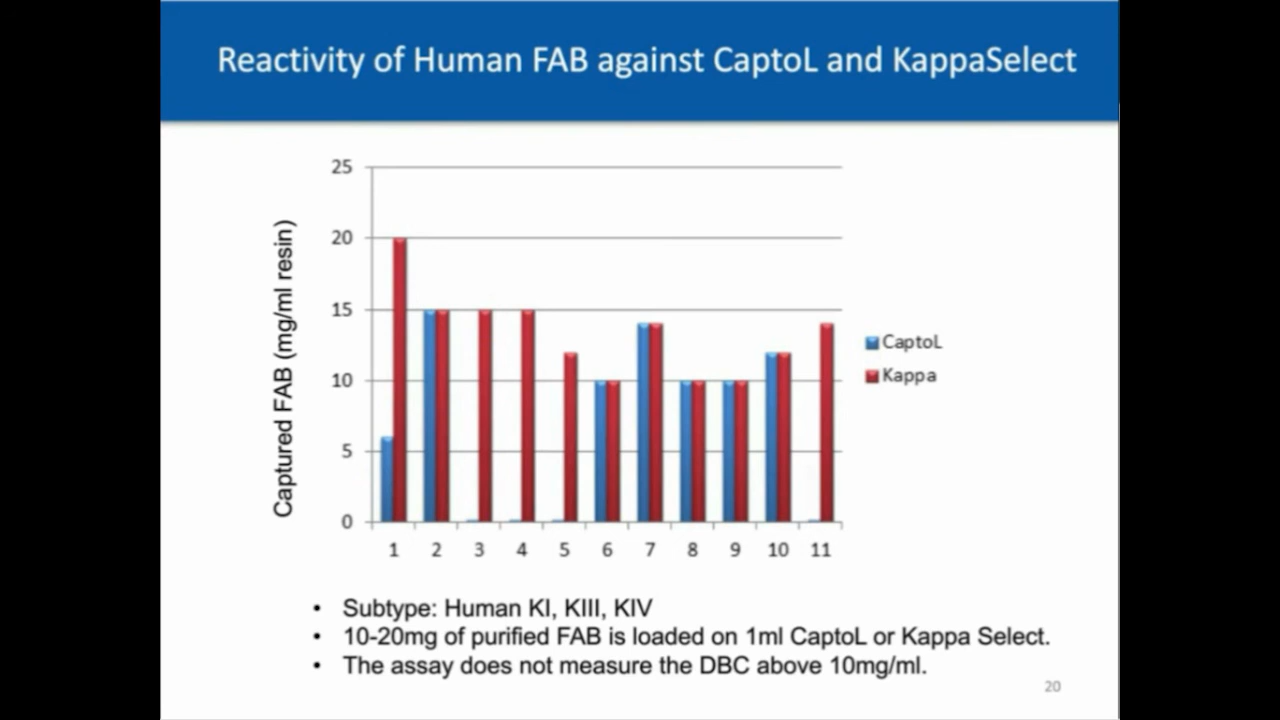 Reactivity of Human FAB against CaptoL and KappaSelect
Captured FAB (mg/ml resin)
25
20
15
10
5
0
1 2 3 4 5 6 7 8 9 10 11
CaptoL
Kappa
• Subtype: Human KI, KIII, KIV
• 10-20mg of purified FAB is loaded on 1ml CaptoL or Kappa Select.
• The assay does not measure the DBC above 10mg/ml.
20